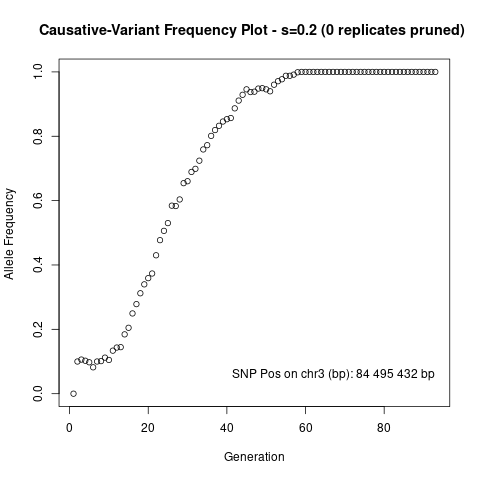 Causative-Variant Frequency Plot - s=0.2 (0 replicates pruned)
1.0
0.8
0.6
0.4
0.2
0.0
Allele Frequency
SNP Pos on chr3 (bp): 84 495 432 bp
0 20 40 60 80
Generation